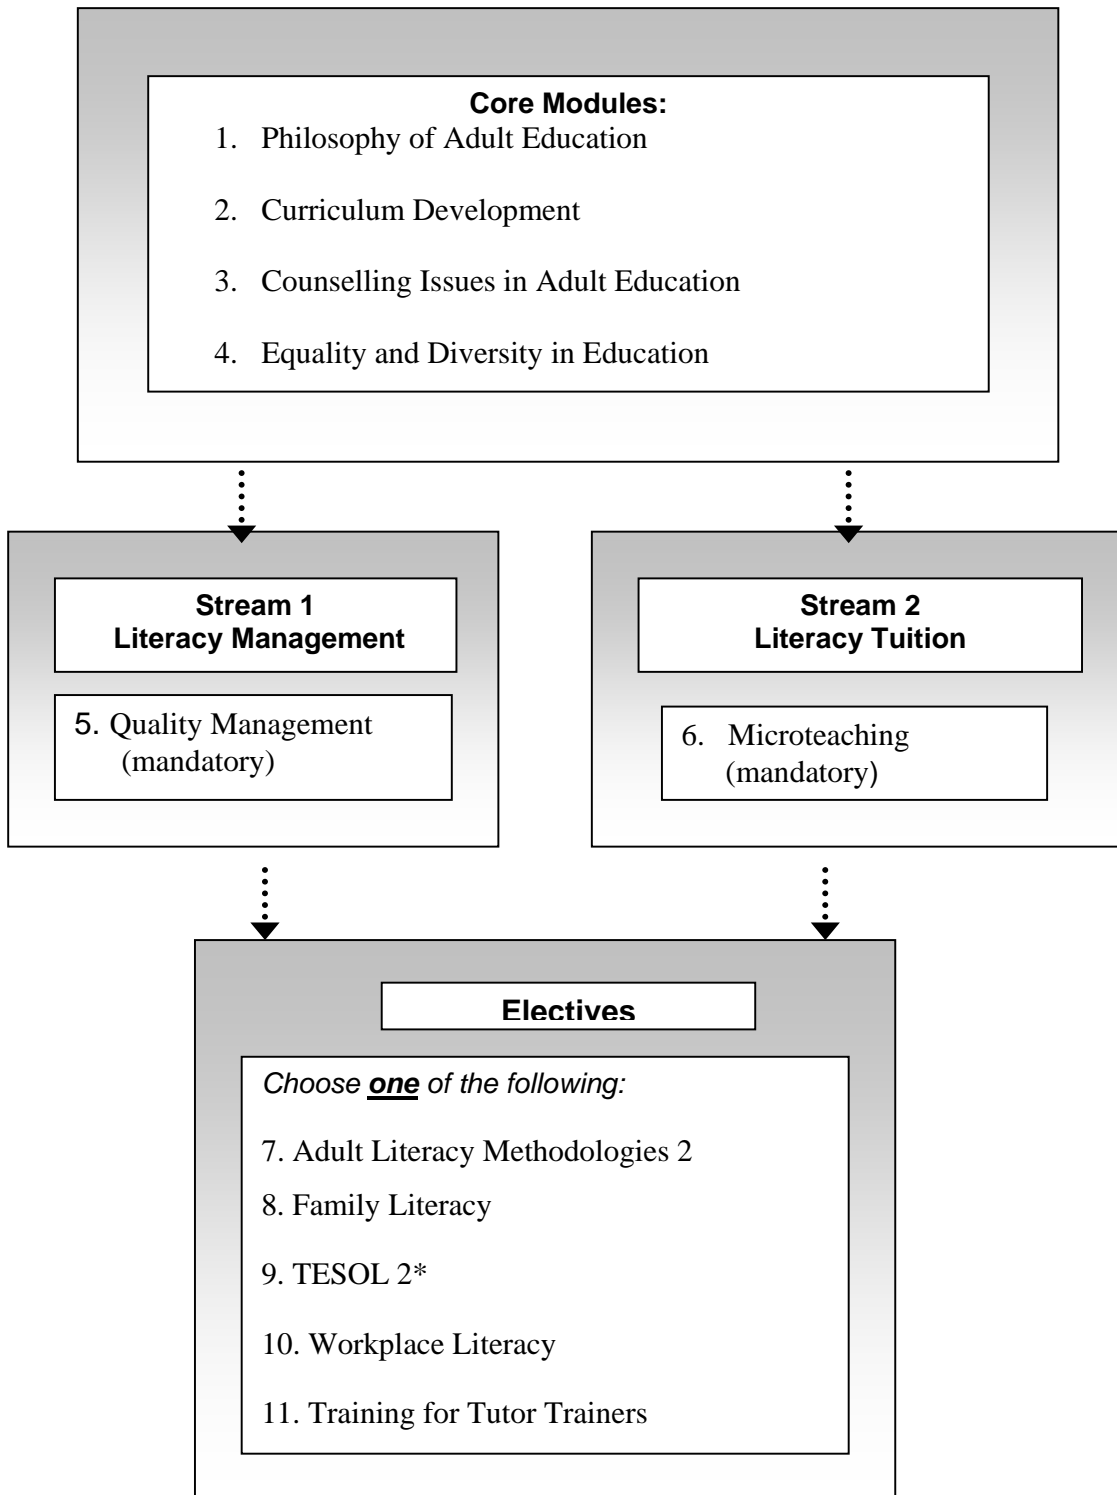 Core Modules:
1. Philosophy of Adult Education
2. Curriculum Development
3. Counselling Issues in Adult Education
4. Equality and Diversity in Education
Stream 1
Literacy Management
5. Quality Management
(mandatory)
Stream 2
Literacy Tuition
6. Microteaching
(mandatory)
Electives
Choose one of the following:
7. Adult Literacy Methodologies 2
8. Family Literacy
9. TESOL 2*
10. Workplace Literacy
11. Training for Tutor Trainers